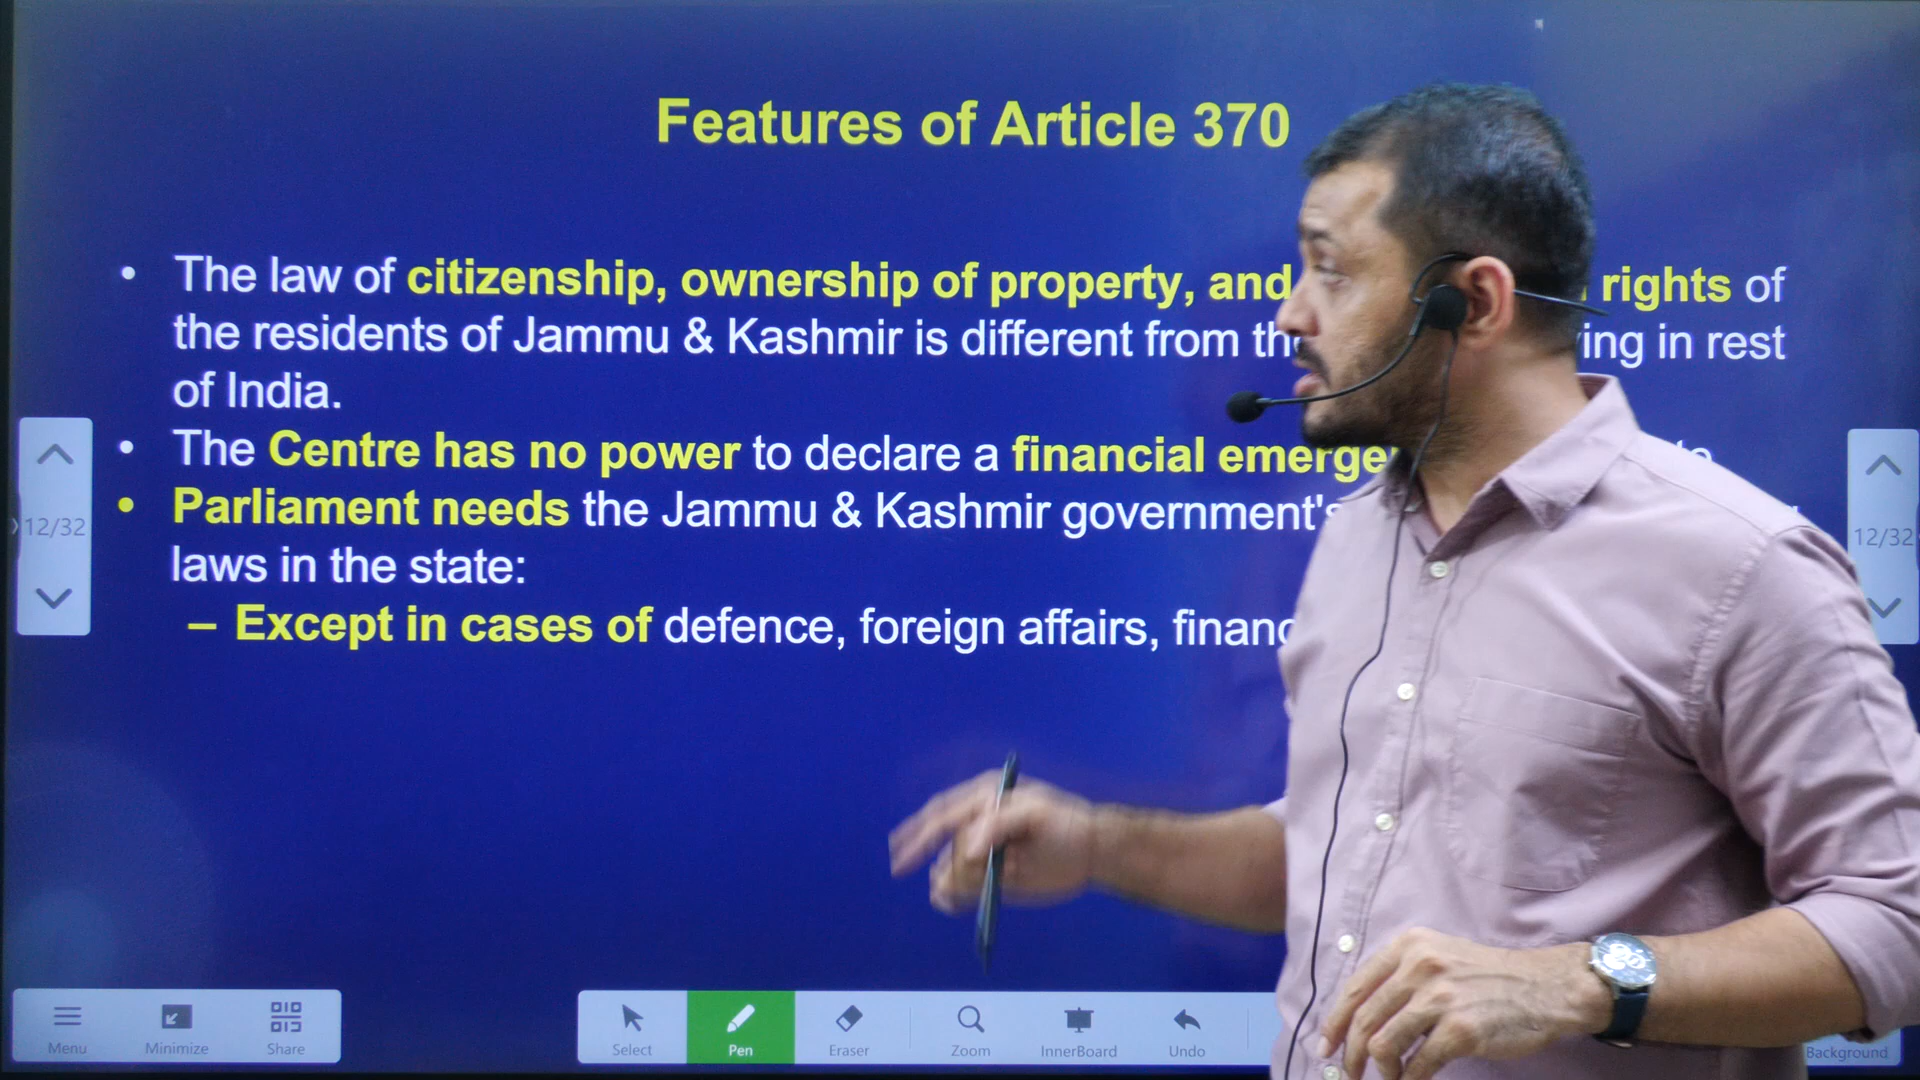 Features of Article 370
• The law of citizenship, ownership of property, and rights of
the residents of Jammu & Kashmir is different from ing in rest
of India.
• The Centre has no power to declare a financial
• Parliament needs the Jammu & Kashmir government's
laws in the state:
– Except in cases of defence, foreign affairs,
12/32
12/32
Menu Minimize Share
Select Pen Eraser Zoom InnerBoard Undo Background